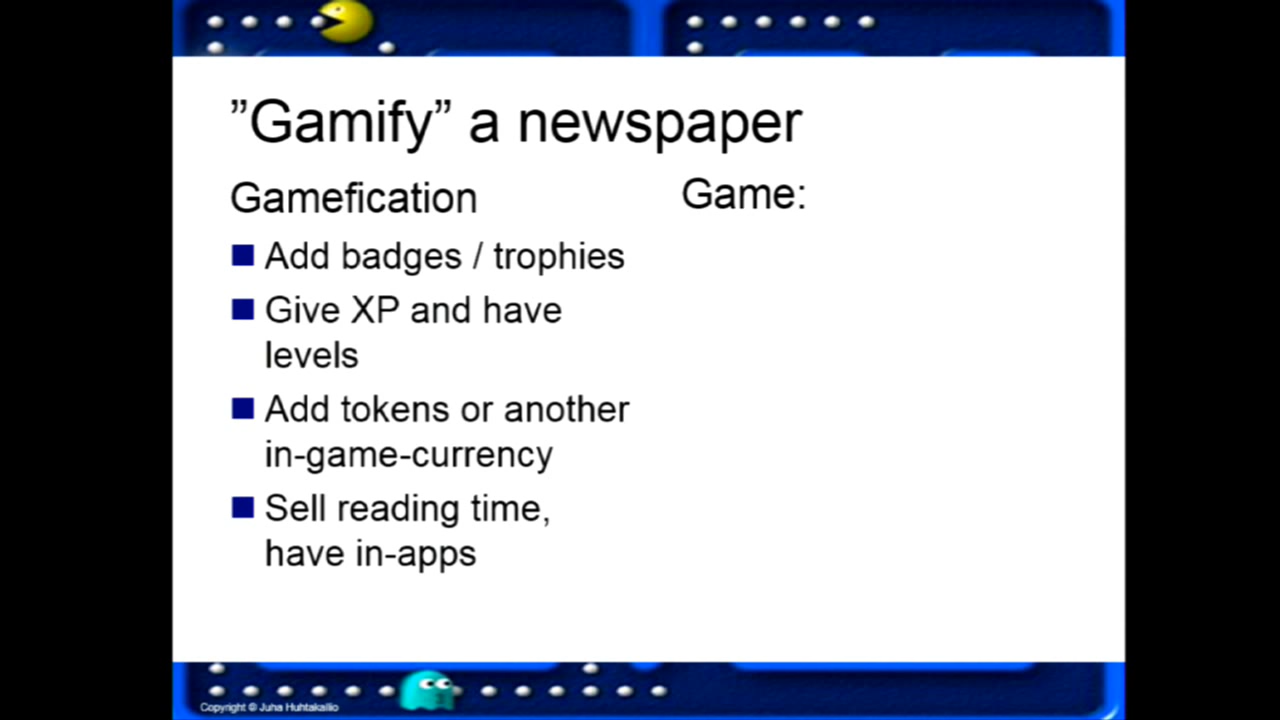 ”Gamify” a newspaper
Gamefication
Add badges / trophies
Give XP and have
levels
Add tokens or another
in-game-currency
Sell reading time,
have in-apps
Game:
Copyright © Juha Huhtakallio